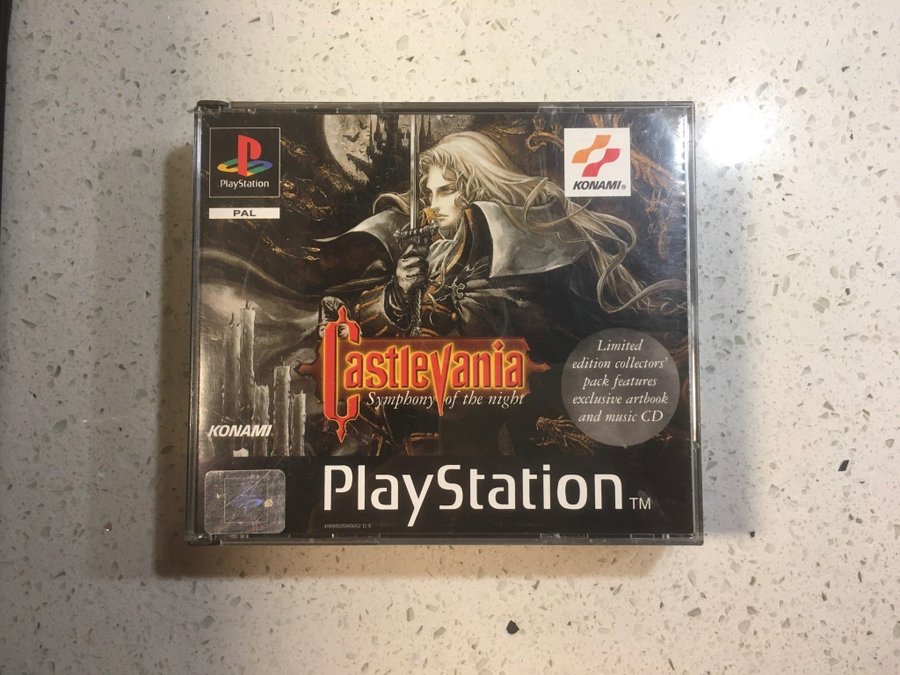 PlayStation
PAL
KONAMI®
Castlevania
Symphony of the night
Limited
edition collectors'
pack features
exclusive artbook
and music CD
KONAMI
PlayStation™